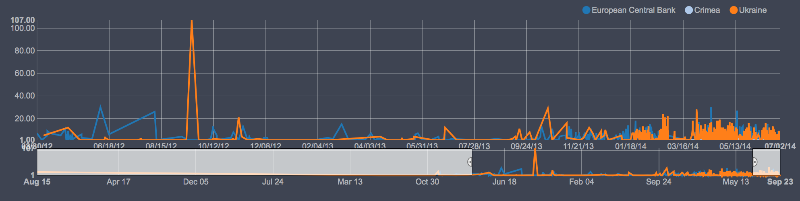 European Central Bank Crimea Ukraine
107.00
100.00
80.00
60.00
40.00
20.00
1.00
06/18/12 08/15/12 10/12/12 12/08/12 02/04/13 04/03/13 05/31/13 07/28/13 09/24/13 11/21/13 01/18/14 03/16/14 05/13/14 07/02/14
1
Aug 15 Apr 17 Dec 05 Jul 24 Mar 13 Oct 30 Jun 18 Feb 04 Sep 24 May 13 Sep 23